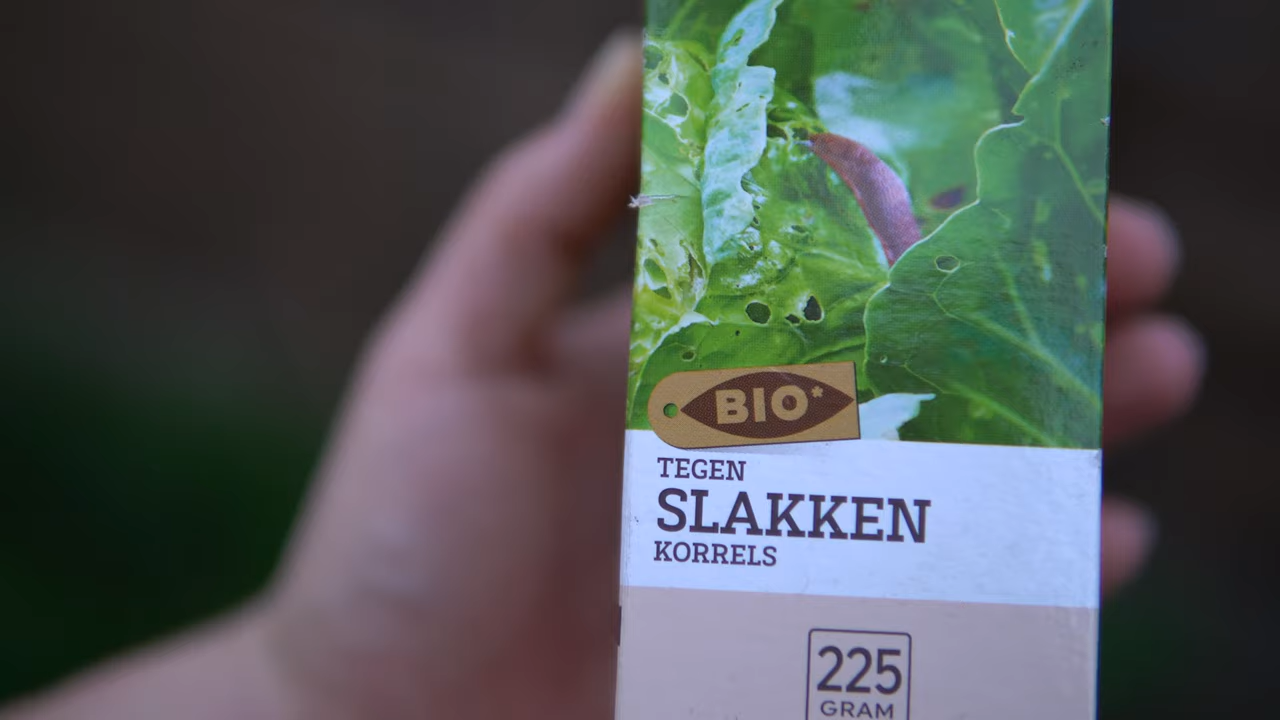 BIO*
TEGEN
SLAKKEN
KORRELS
225
GRAM